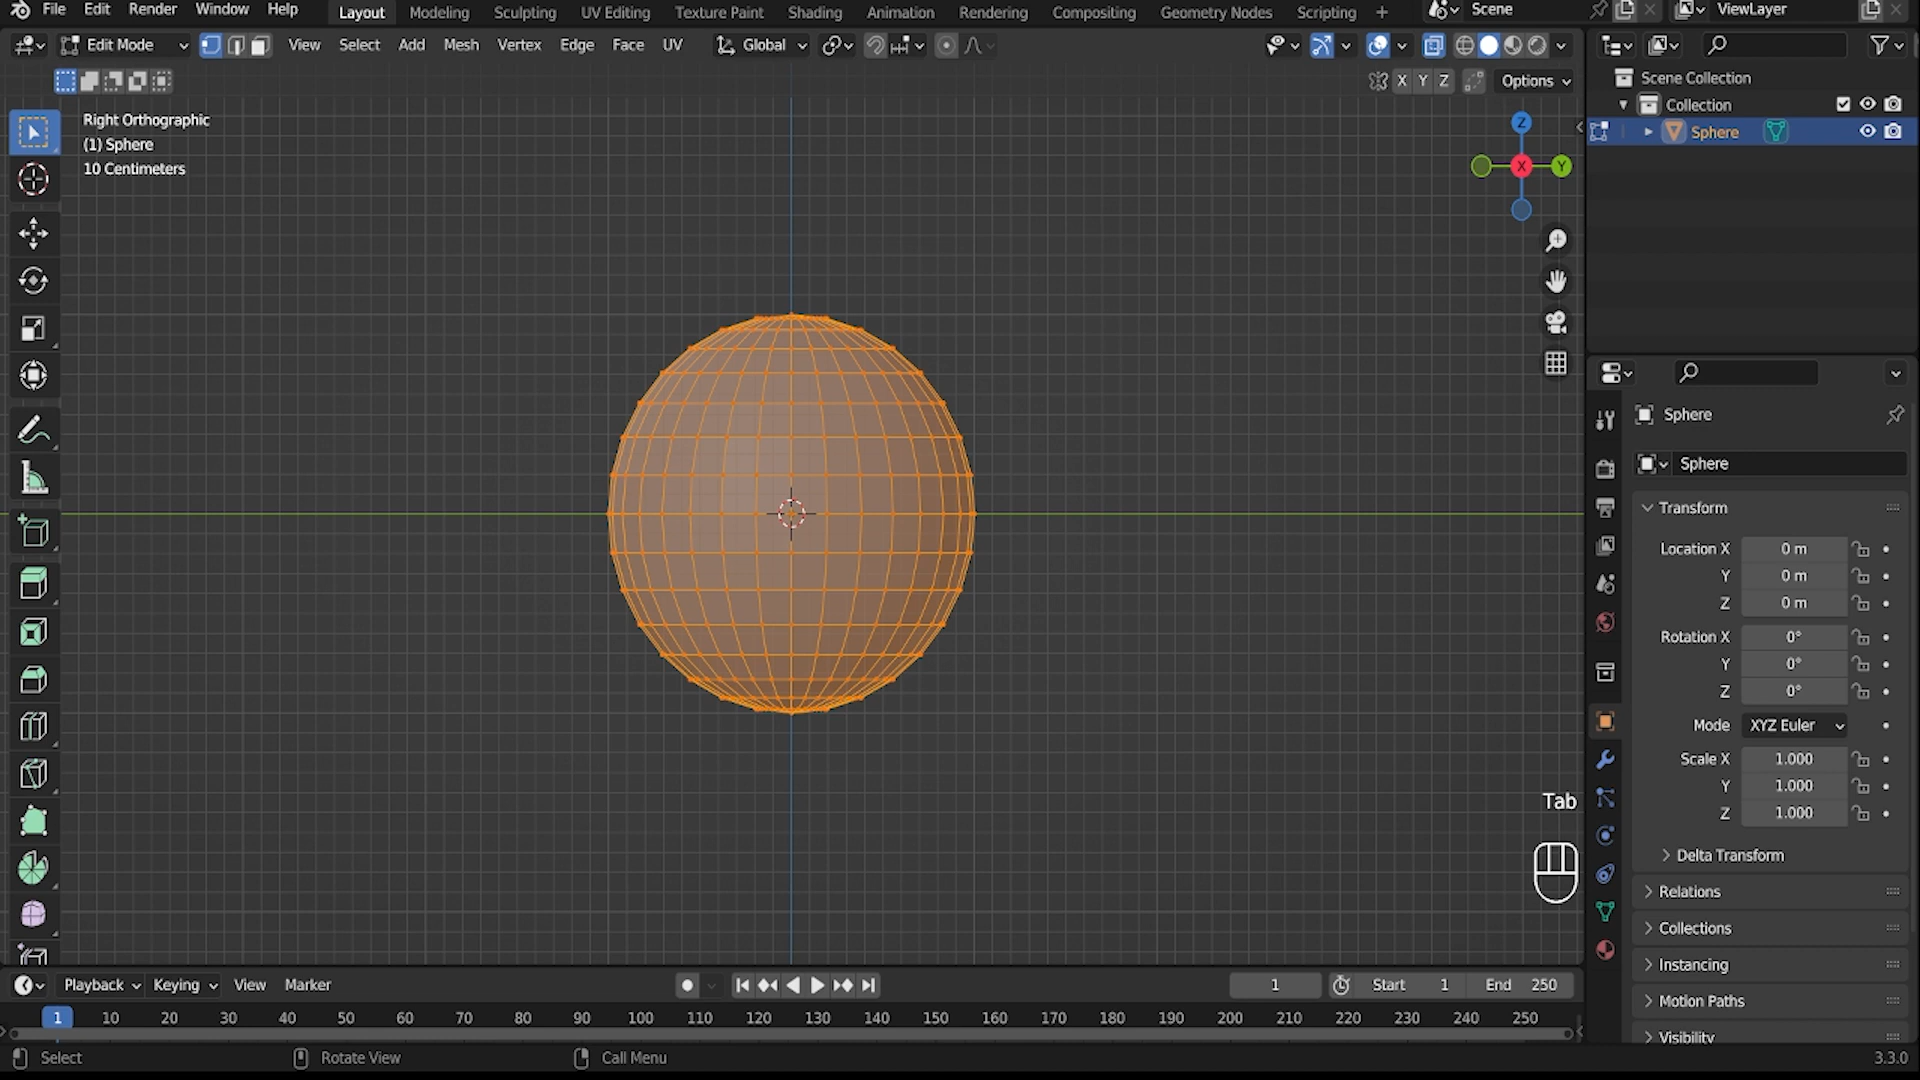 File Edit Render Window Help Layout Modeling Sculpting UV Editing Texture Paint Shading Animation Rendering Compositing Geometry Nodes Scripting + Scene ViewLayer
Edit Mode View Select Add Mesh Vertex Edge Face UV Global
X Y Z Options
Right Orthographic
(1) Sphere
10 Centimeters
Z
X
Y
Scene Collection
Collection
Sphere
Sphere
Sphere
Transform
Location X 0 m
Y 0 m
Z 0 m
Rotation X 0°
Y 0°
Z 0°
Mode XYZ Euler
Scale X 1.000
Y 1.000
Z 1.000
Delta Transform
Relations
Collections
Instancing
Motion Paths
Visibility
Tab
Playback Keying View Marker 1 Start 1 End 250
1 10 20 30 40 50 60 70 80 90 100 110 120 130 140 150 160 170 180 190 200 210 220 230 240 250
Select Rotate View Call Menu 3.3.0